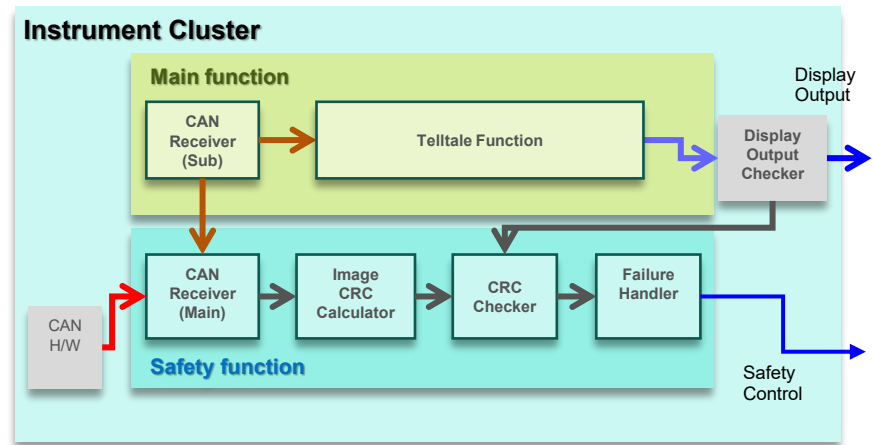 Instrument Cluster
Main function
Display
Output
CAN
Receiver
(Sub)
Telltale Function
Display
Output
Checker
CAN
Receiver
(Main)
Image
CRC
Calculator
CRC
Checker
Failure
Handler
CAN
H/W
Safety function
Safety
Control